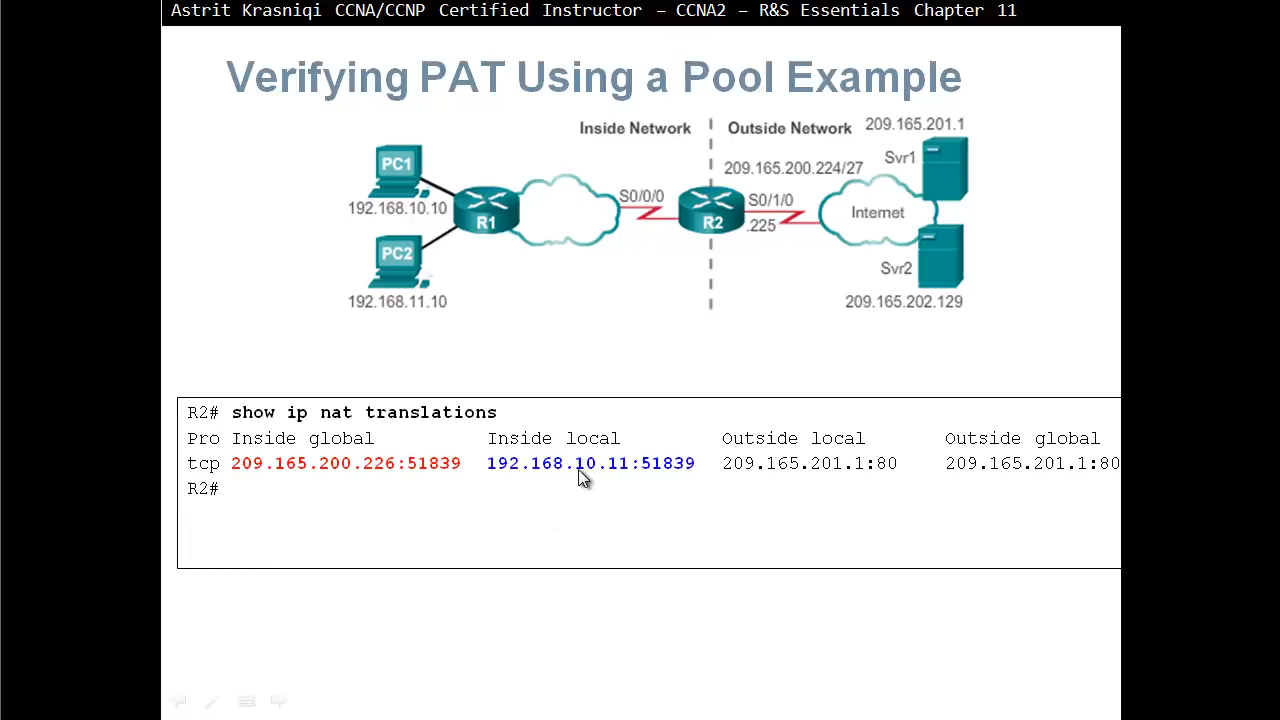 Astrit Krasniqi CCNA/CCNP Certified Instructor – CCNA2 – R&S Essentials Chapter 11
Verifying PAT Using a Pool Example
Inside Network
Outside Network
209.165.201.1
PC1
192.168.10.10
R1
S0/0/0
R2
209.165.200.224/27
S0/1/0
.225
Internet
Svr1
PC2
192.168.11.10
Svr2
209.165.202.129
R2# show ip nat translations
Pro Inside global Inside local Outside local Outside global
tcp 209.165.200.226:51839 192.168.10.11:51839 209.165.201.1:80 209.165.201.1:80
R2#